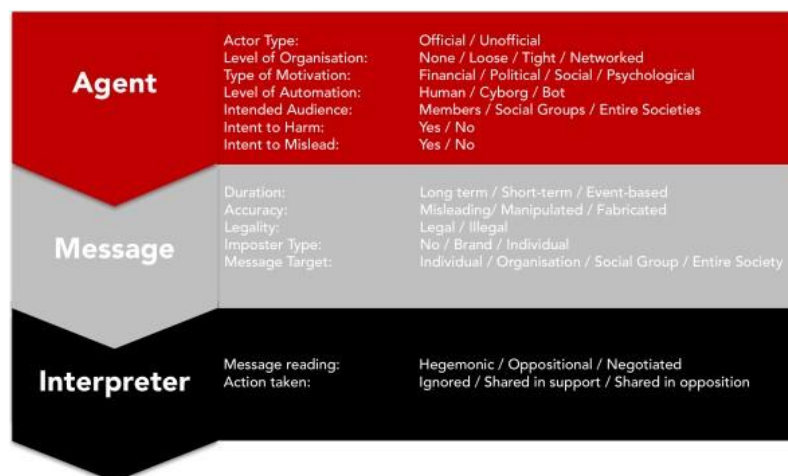 Agent
Actor Type: Official / Unofficial
Level of Organisation: None / Loose / Tight / Networked
Type of Motivation: Financial / Political / Social / Psychological
Level of Automation: Human / Cyborg / Bot
Intended Audience: Members / Social Groups / Entire Societies
Intent to Harm: Yes / No
Intent to Mislead: Yes / No
Message
Duration: Long term / Short-term / Event-based
Accuracy: Misleading/ Manipulated / Fabricated
Legality: Legal / Illegal
Imposter Type: No / Brand / Individual
Message Target: Individual / Organisation / Social Group / Entire Society
Interpreter
Message reading: Hegemonic / Oppositional / Negotiated
Action taken: Ignored / Shared in support / Shared in opposition